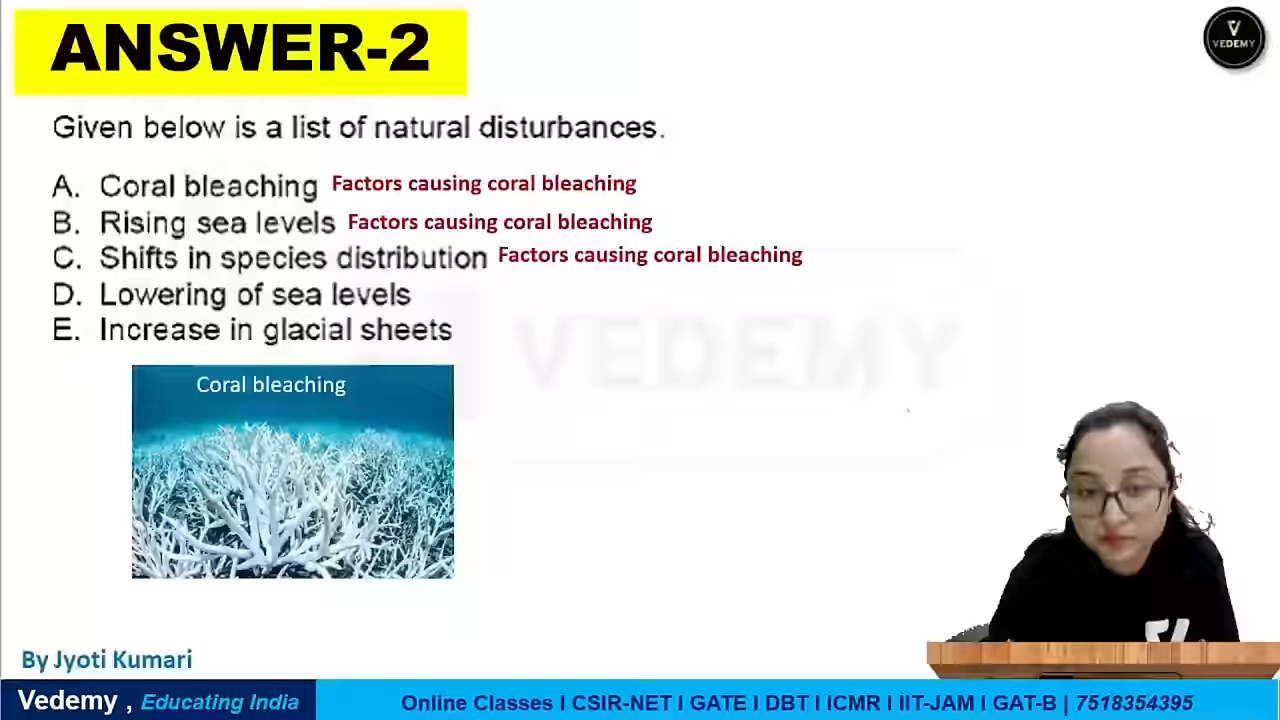 ANSWER-2
VEDEMY
Given below is a list of natural disturbances.
A. Coral bleaching Factors causing coral bleaching
B. Rising sea levels Factors causing coral bleaching
C. Shifts in species distribution Factors causing coral bleaching
D. Lowering of sea levels
E. Increase in glacial sheets
VEDEMY
Coral bleaching
By Jyoti Kumari
Vedemy , Educating India
Online Classes I CSIR-NET I GATE I DBT I ICMR I IIT-JAM I GAT-B | 7518354395